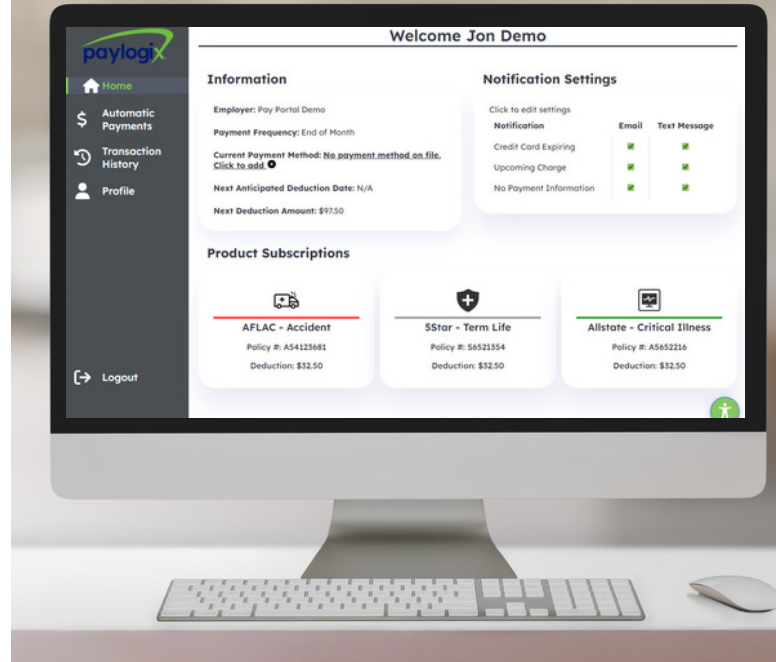 paylogix
Welcome Jon Demo
Home
Automatic
Payments
Transaction
History
Profile
Logout
Information
Employer: Pay Portal Demo
Payment Frequency: End of Month
Current Payment Method: No payment method on file.
Click to add
Next Anticipated Deduction Date: N/A
Next Deduction Amount: $97.50
Notification Settings
Click to edit settings
Notification Email Text Message
Credit Card Expiring
Upcoming Charge
No Payment Information
Product Subscriptions
AFLAC - Accident
Policy #: A54123681
Deduction: $32.50
5Star - Term Life
Policy #: S6521354
Deduction: $32.50
Allstate - Critical Illness
Policy #: A5652216
Deduction: $32.50